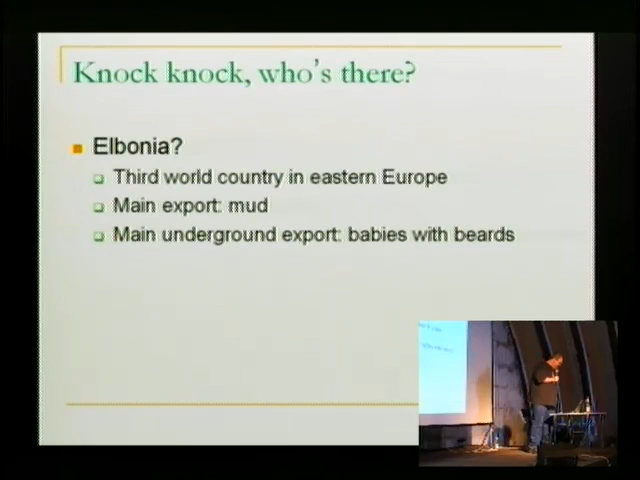 Knock knock, who's there?
Elbonia?
Third world country in eastern Europe
Main export: mud
Main underground export: babies with beards